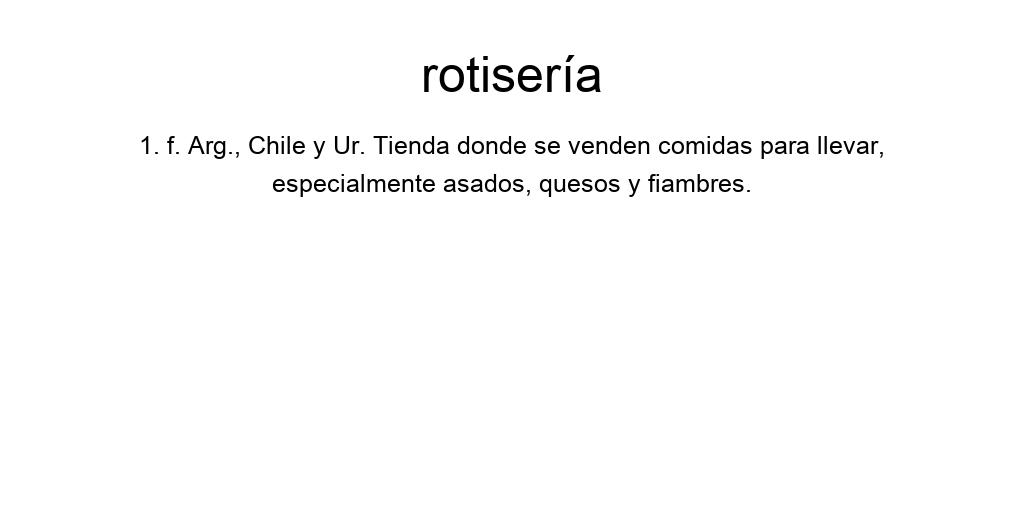 rotisería
1. f. Arg., Chile y Ur. Tienda donde se venden comidas para llevar,
especialmente asados, quesos y fiambres.